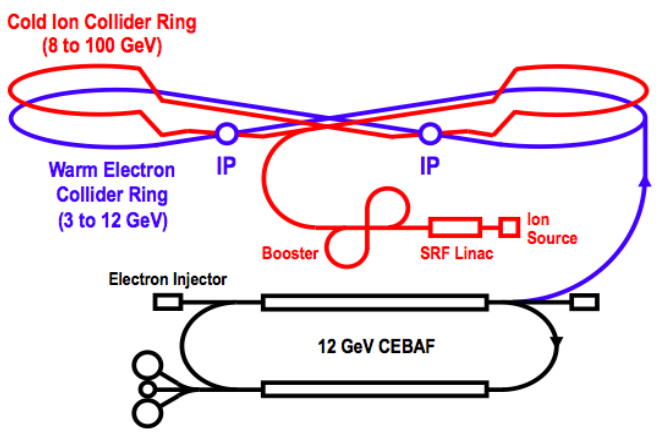 Cold Ion Collider Ring
(8 to 100 GeV)
IP
IP
Warm Electron
Collider Ring
(3 to 12 GeV)
Booster
SRF Linac
Ion
Source
Electron Injector
12 GeV CEBAF